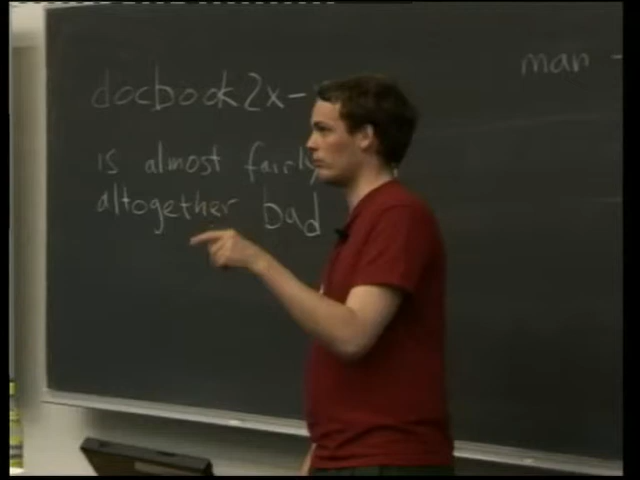 docbook2x-
is almost fairly
altogether bad
man -